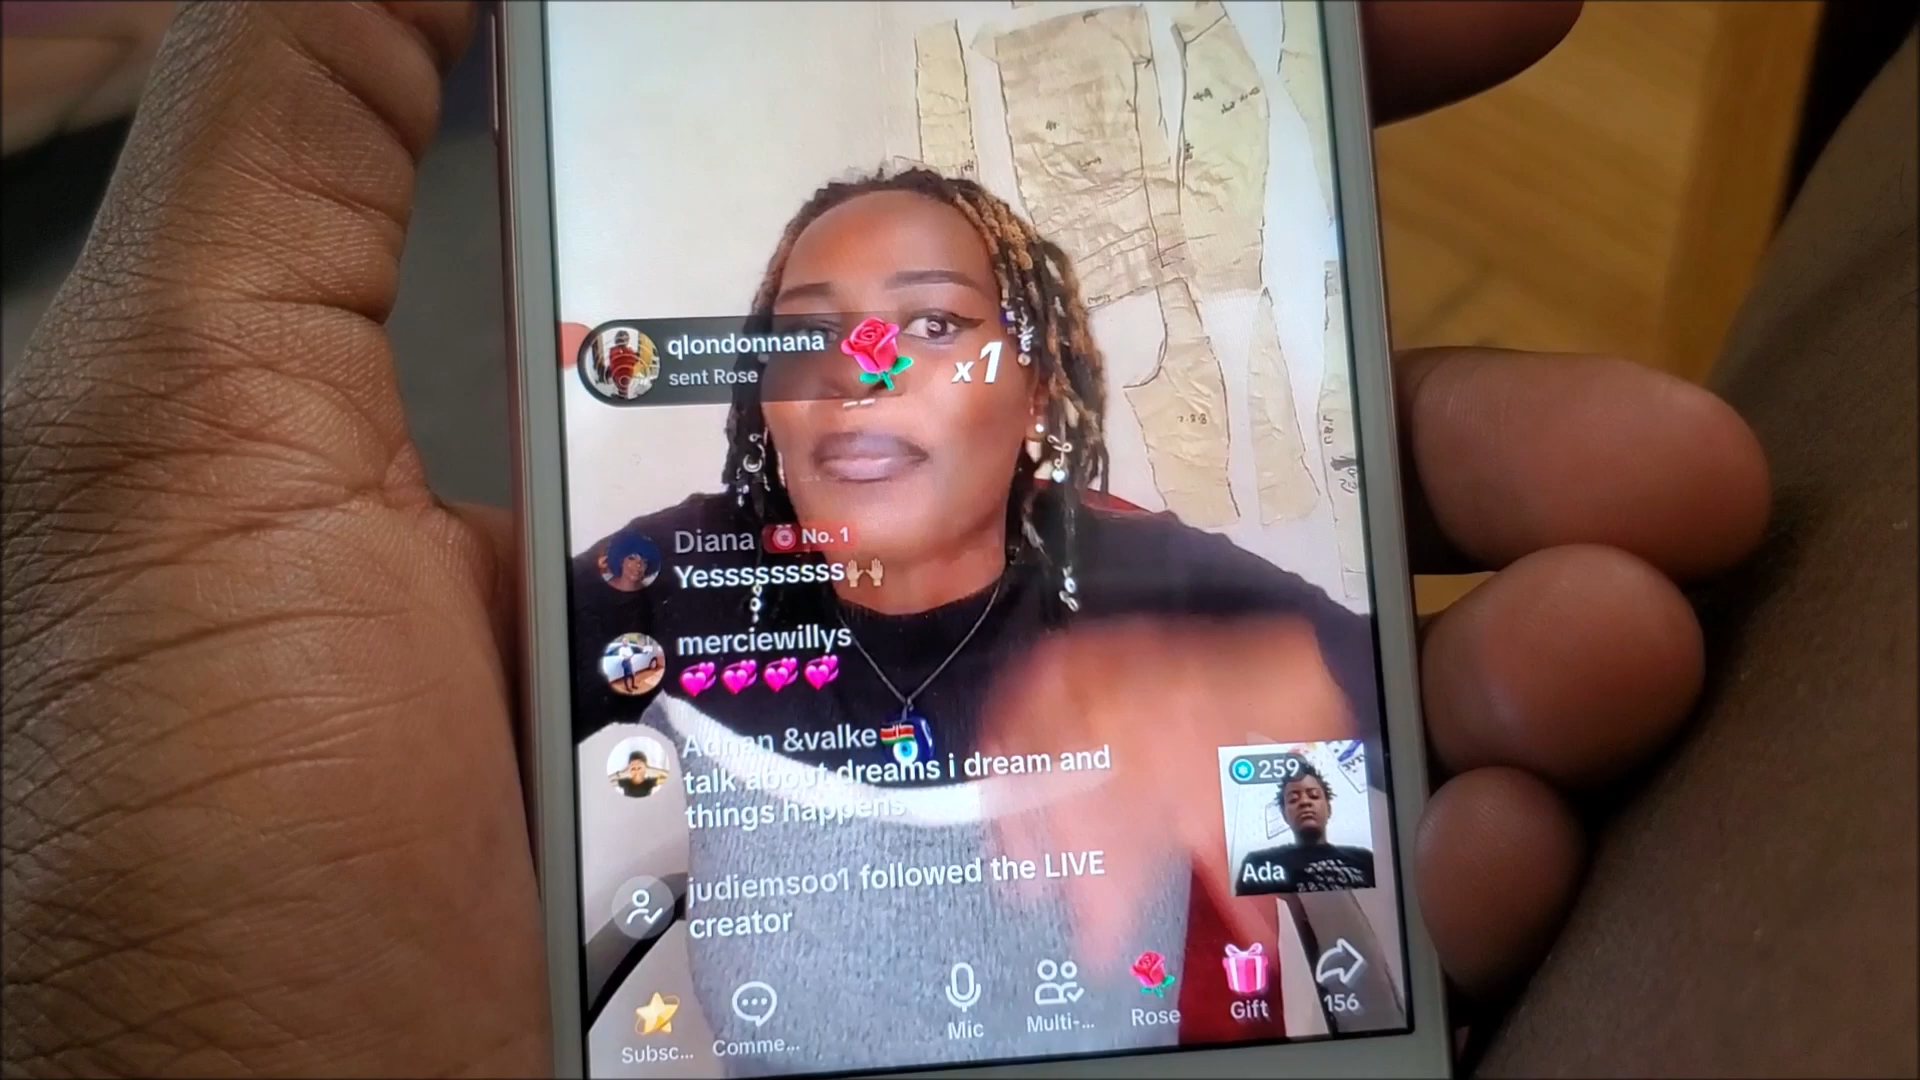 qlondonnana
sent Rose
x1
Diana No. 1
Yesssssssss🙌🏽
merciewillys
💞💞💞💞
Adnan &valke🇰🇪
talk about dreams i dream and
things happens
judiemsoo1 followed the LIVE
creator
259
Ada
Subsc...
Comme...
Mic
Multi-...
Rose
Gift
156